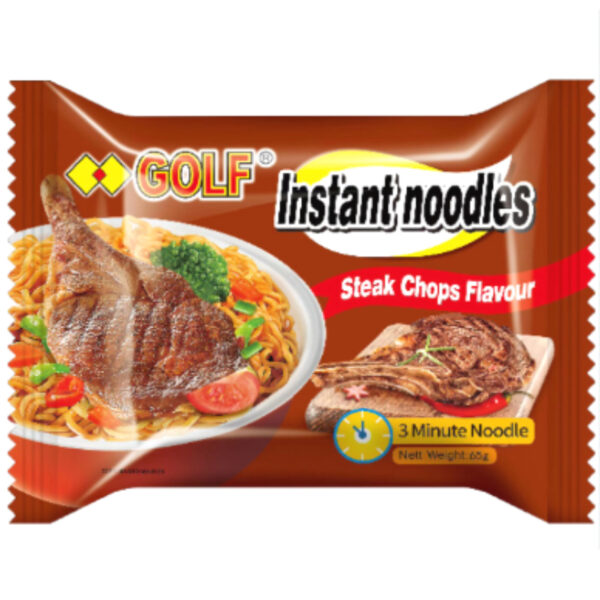 GOLF®
Instant noodles
Steak Chops Flavour
3 Minute Noodle
Nett Weight:65g